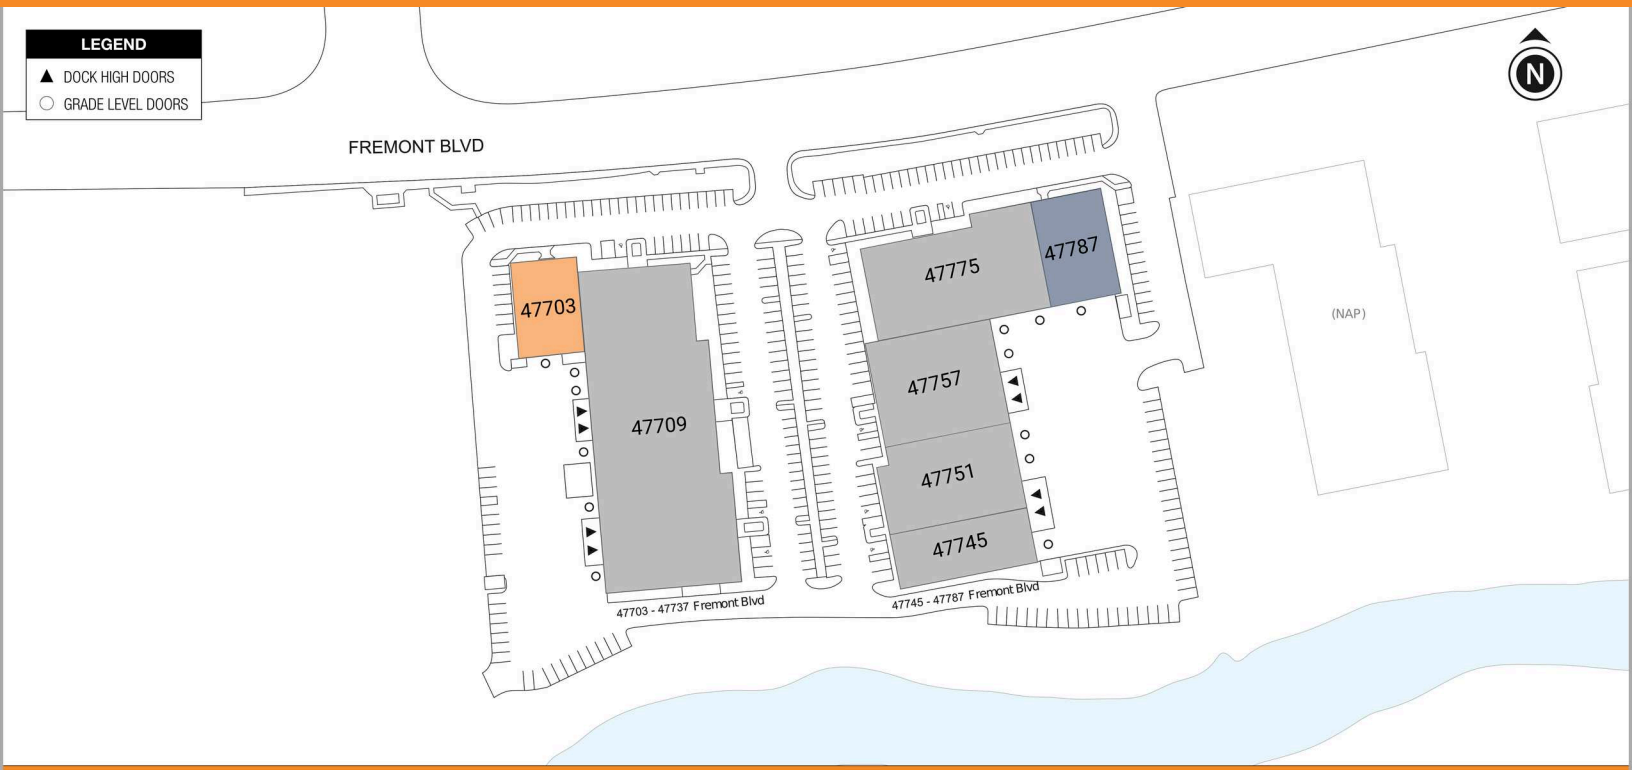 LEGEND
DOCK HIGH DOORS
GRADE LEVEL DOORS
N
FREMONT BLVD
47703
47709
47775
47787
47757
47751
47745
(NAP)
47703 - 47737 Fremont Blvd
47745 - 47787 Fremont Blvd